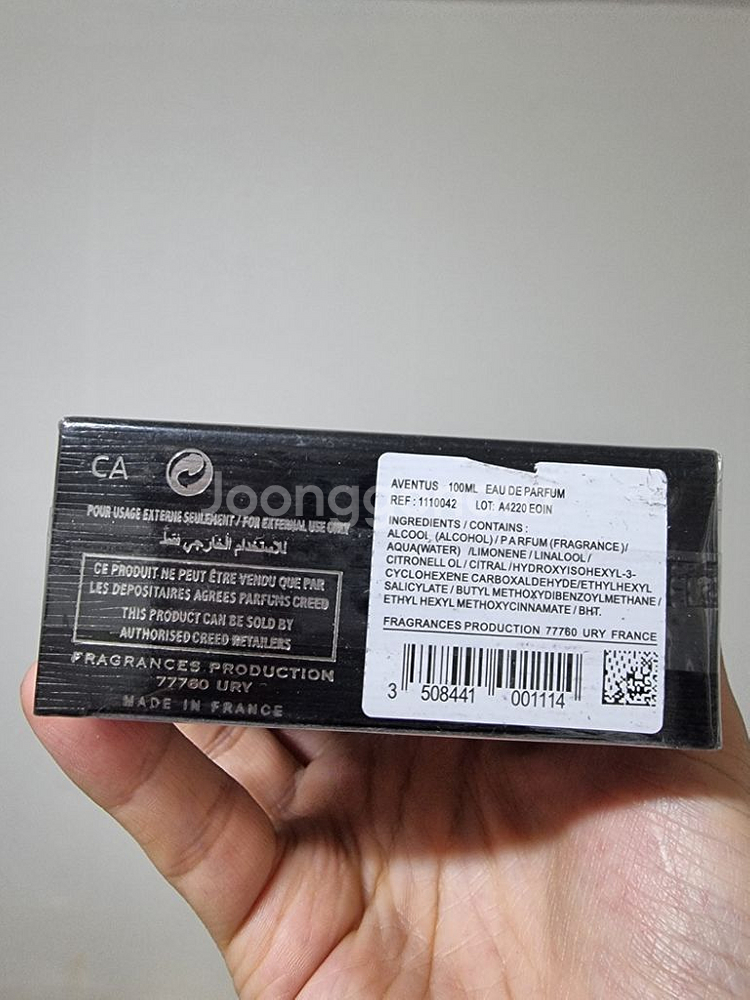 CA
POUR USAGE EXTERNE SEULEMENT / FOR EXTERNAL USE ONLY
للاستخدام الخارجي فقط
CE PRODUIT NE PEUT ÊTRE VENDU QUE PAR
LES DEPOSITAIRES AGREES PARFUMS CREED
THIS PRODUCT CAN BE SOLD BY
AUTHORISED CREED RETAILERS
FRAGRANCES PRODUCTION
77760 URY
MADE IN FRANCE
AVENTUS 100ML EAU DE PARFUM
REF : 1110042 LOT: A4220 EOIN
INGREDIENTS / CONTAINS :
ALCOOL (ALCOHOL) / PARFUM (FRAGRANCE) /
AQUA(WATER) /LIMONENE / LINALOOL /
CITRONELL OL / CITRAL /HYDROXYISOHEXYL-3-
CYCLOHEXENE CARBOXALDEHYDE/ETHYLHEXYL
SALICYLATE / BUTYL METHOXYDIBENZOYLMETHANE /
ETHYL HEXYL METHOXYCINNAMATE / BHT.
FRAGRANCES PRODUCTION 77760 URY FRANCE
3 508441 001114